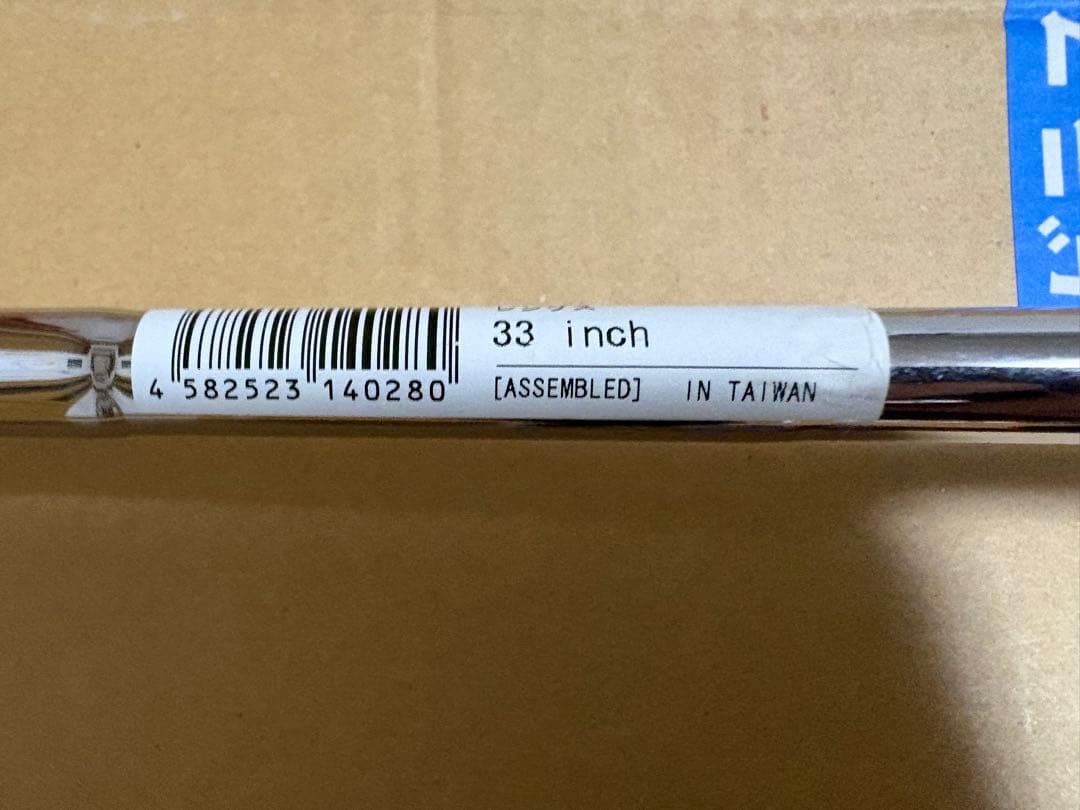 33 inch
4 582523 140280
[ASSEMBLED] IN TAIWAN